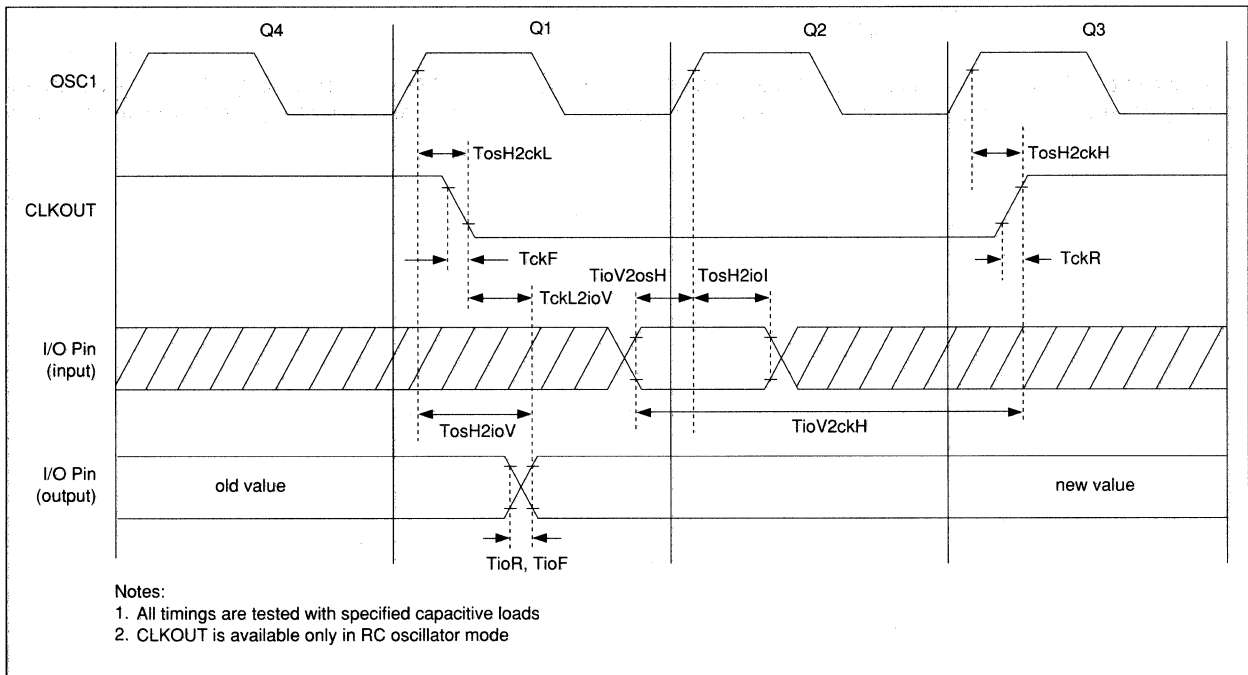 Q4 Q1 Q2 Q3
OSC1
TosH2ckL TosH2ckH
CLKOUT
TckF TioV2osH TosH2ioI TckR
TckL2ioV
I/O Pin
(input)
TosH2ioV TioV2ckH
I/O Pin
(output)
old value new value
TioR, TioF
Notes:
1. All timings are tested with specified capacitive loads
2. CLKOUT is available only in RC oscillator mode